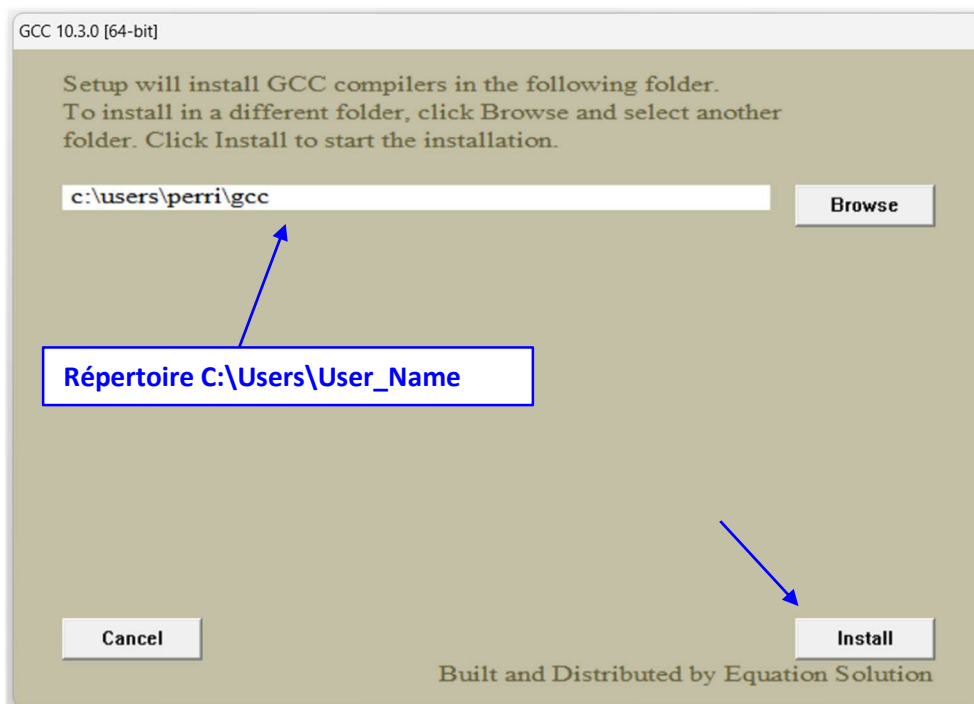 GCC 10.3.0 [64-bit]
Setup will install GCC compilers in the following folder.
To install in a different folder, click Browse and select another
folder. Click Install to start the installation.
c:\users\perri\gcc
Browse
Répertoire C:\Users\User_Name
Cancel
Install
Built and Distributed by Equation Solution